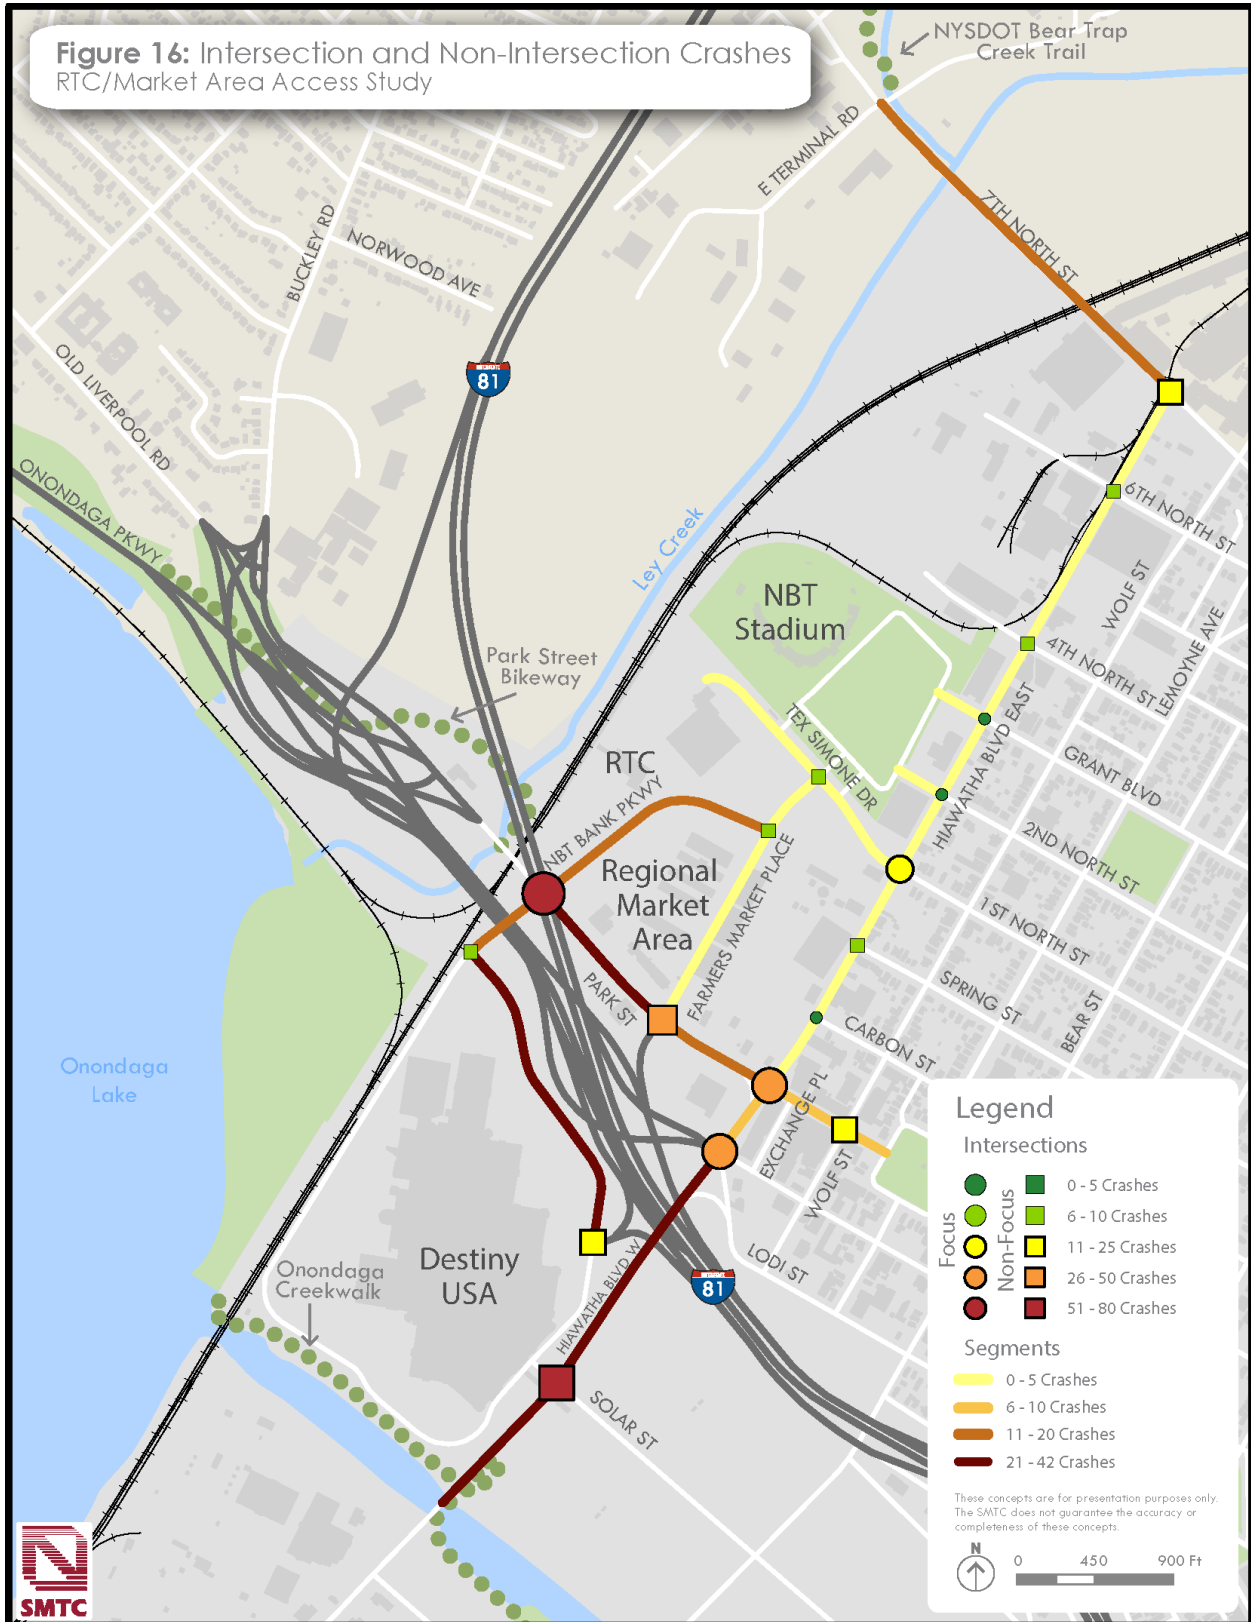 Figure 16: Intersection and Non-Intersection Crashes
RTC/Market Area Access Study
NYSDOT Bear Trap
Creek Trail
E TERMINAL RD
7TH NORTH ST
BUCKLEY RD
NORWOOD AVE
OLD LIVERPOOL RD
81
ONONDAGA PKWY
Ley Creek
6TH NORTH ST
WOLF ST
LEMOYNE AVE
4TH NORTH ST
NBT
Stadium
Park Street
Bikeway
TEX SIMONE DR
HIAWATHA BLVD EAST
GRANT BLVD
RTC
NBT BANK PKWY
2ND NORTH ST
Regional
Market
Area
FARMERS MARKET PLACE
1ST NORTH ST
PARK ST
SPRING ST
BEAR ST
CARBON ST
Onondaga
Lake
EXCHANGE PL
WOLF ST
LODI ST
Destiny
USA
HIAWATHA BLVD W
81
Onondaga
Creekwalk
SOLAR ST
Legend
Intersections
Focus
Non-Focus
0 - 5 Crashes
6 - 10 Crashes
11 - 25 Crashes
26 - 50 Crashes
51 - 80 Crashes
Segments
0 - 5 Crashes
6 - 10 Crashes
11 - 20 Crashes
21 - 42 Crashes
These concepts are for presentation purposes only.
The SMTC does not guarantee the accuracy or
completeness of these concepts.
N
0 450 900 Ft
SMTC